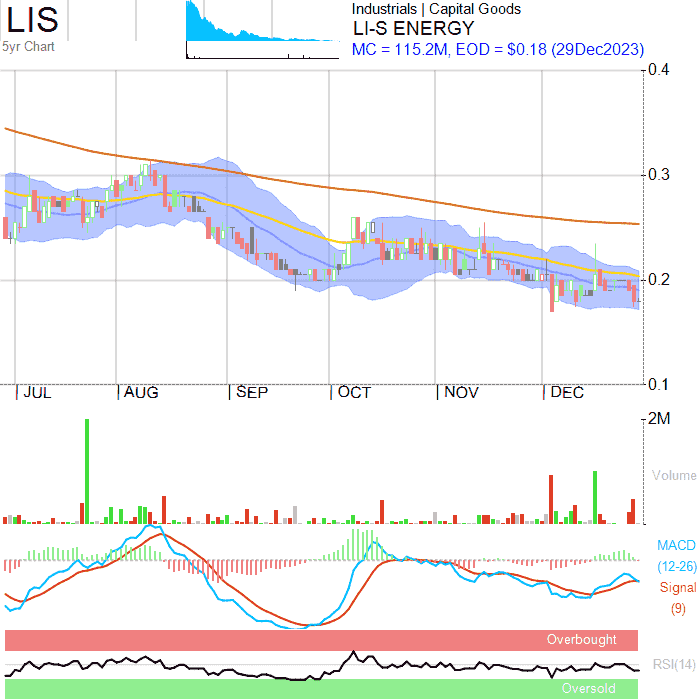 LIS
5yr Chart
Industrials | Capital Goods
LI-S ENERGY
MC = 115.2M, EOD = $0.18 (29Dec2023)
0.4
0.3
0.2
0.1
JUL AUG SEP OCT NOV DEC
2M
Volume
MACD
(12-26)
Signal
(9)
Overbought
RSI(14)
Oversold